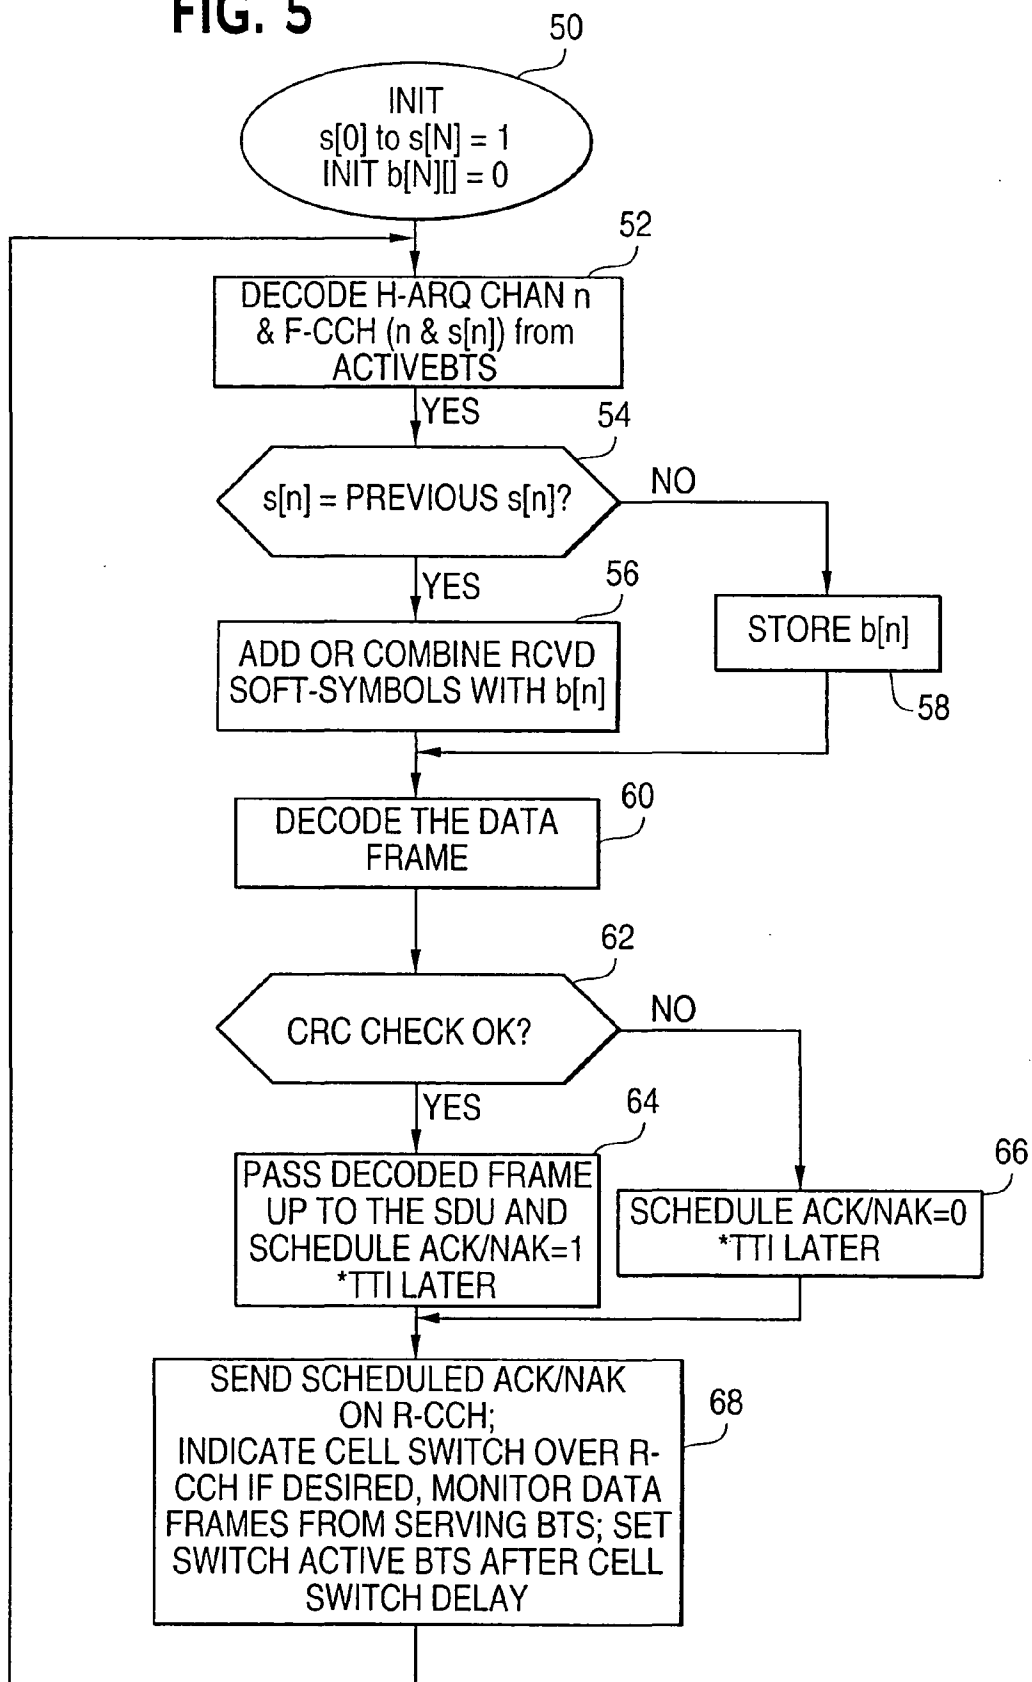 FIG. 5
50
INIT
s[0] to s[N] = 1
INIT b[N][] = 0
52
DECODE H-ARQ CHAN n
& F-CCH (n & s[n]) from
ACTIVEBTS
YES
54
s[n] = PREVIOUS s[n]?
NO
YES
56
ADD OR COMBINE RCVD
SOFT-SYMBOLS WITH b[n]
STORE b[n]
58
60
DECODE THE DATA
FRAME
62
CRC CHECK OK?
NO
YES
64
PASS DECODED FRAME
UP TO THE SDU AND
SCHEDULE ACK/NAK=1
*TTI LATER
66
SCHEDULE ACK/NAK=0
*TTI LATER
68
SEND SCHEDULED ACK/NAK
ON R-CCH;
INDICATE CELL SWITCH OVER R-
CCH IF DESIRED, MONITOR DATA
FRAMES FROM SERVING BTS; SET
SWITCH ACTIVE BTS AFTER CELL
SWITCH DELAY